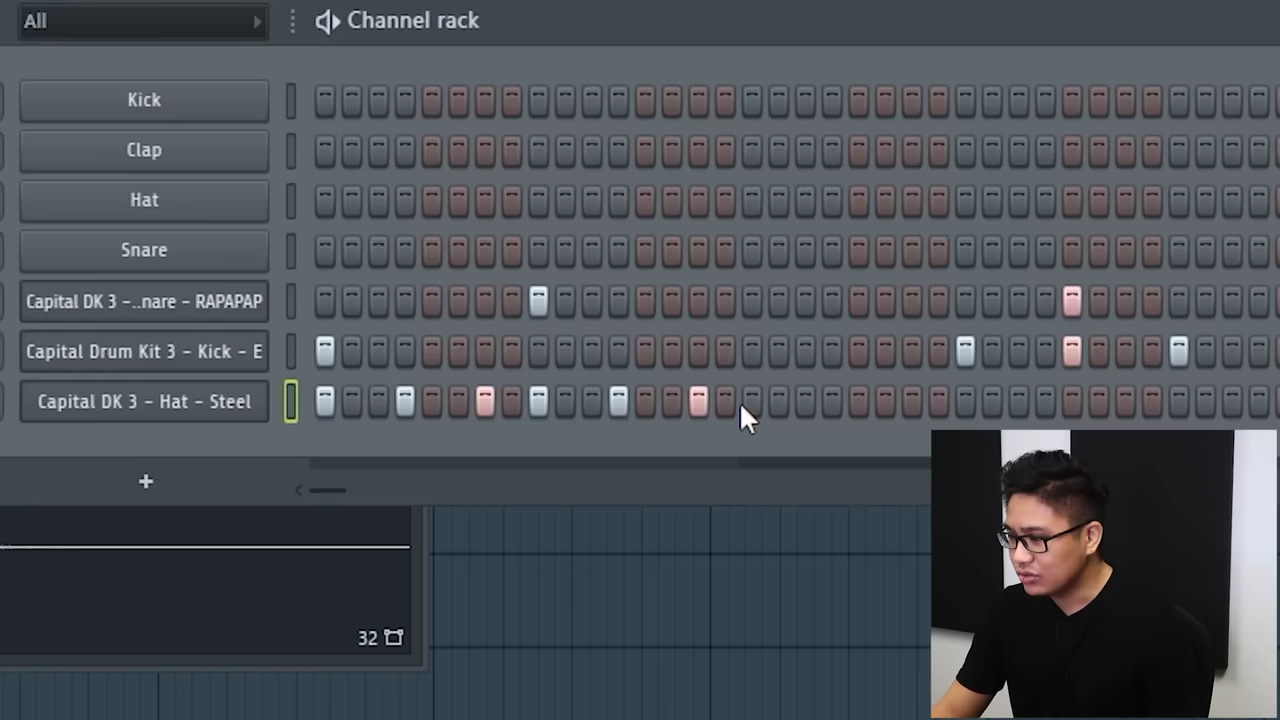 All
Channel rack
Kick
Clap
Hat
Snare
Capital DK 3 -..nare - RAPAPAP
Capital Drum Kit 3 - Kick - E
Capital DK 3 - Hat - Steel
+
32